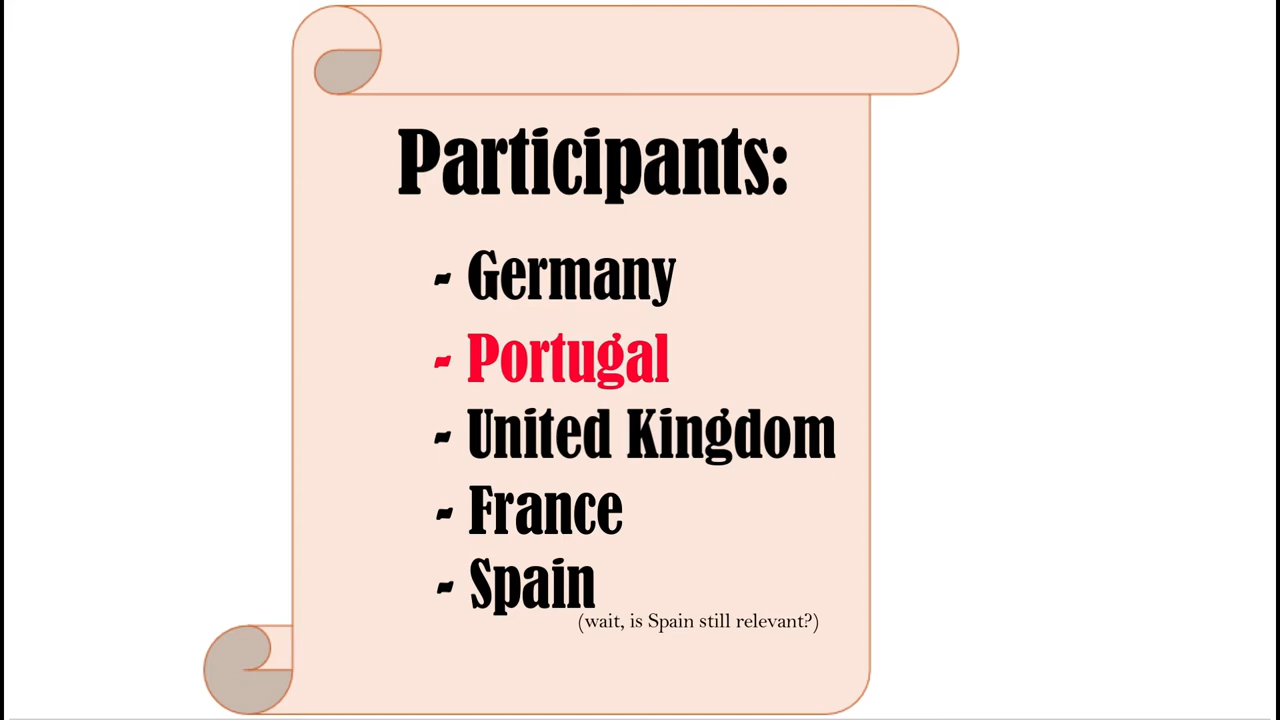 Participants:
- Germany
- Portugal
- United Kingdom
- France
- Spain
(wait, is Spain still relevant?)